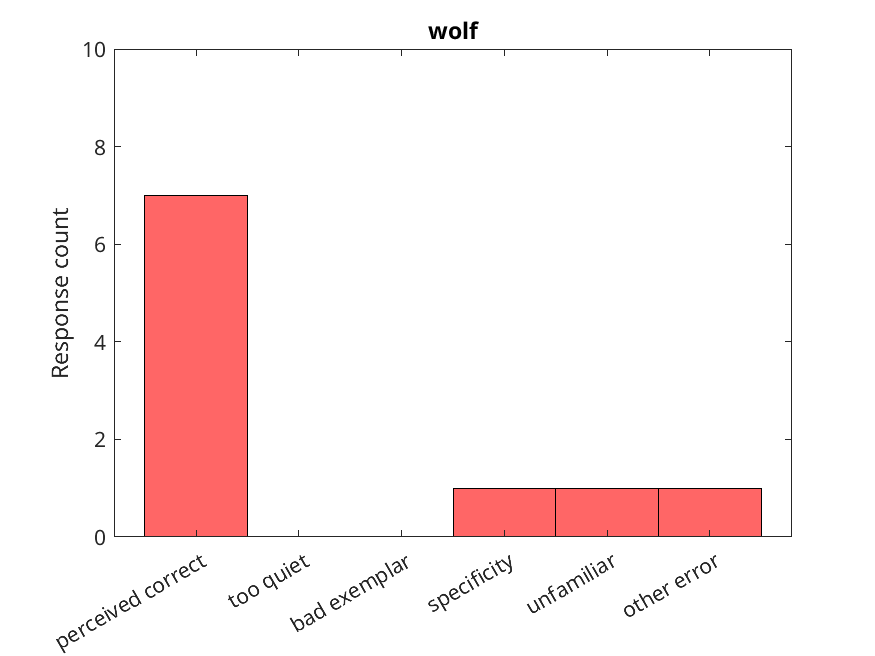 wolf
10
8
6
4
2
0
Response count
perceived correct
too quiet
bad exemplar
specificity
unfamiliar
other error